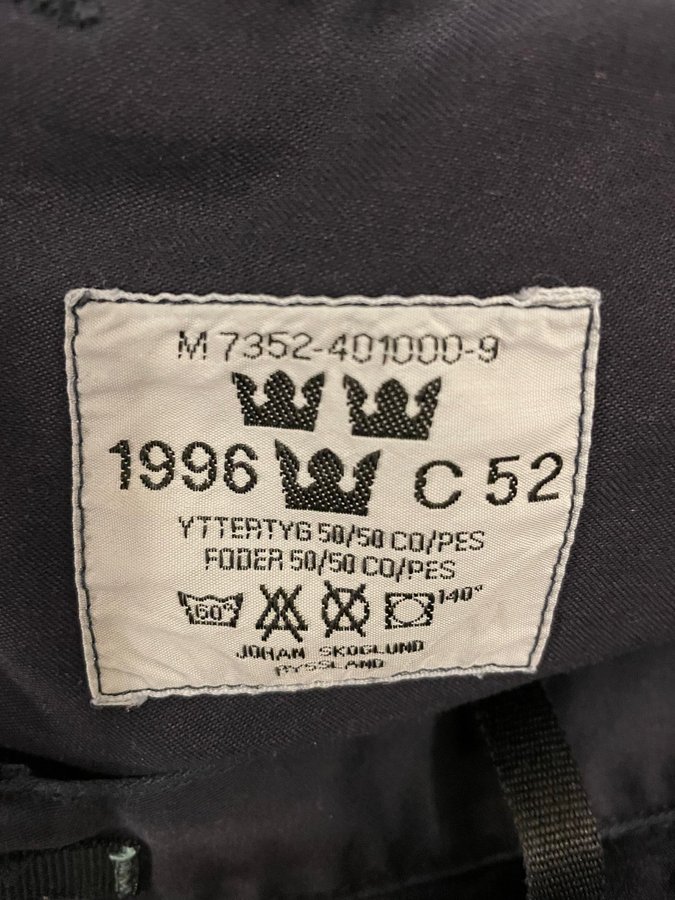 M 7352-401000-9
1996 C 52
YTTERTYG 50/50 CO/PES
FODER 50/50 CO/PES
60° 140°
JOHAN SKOGLUND
RYSSLAND